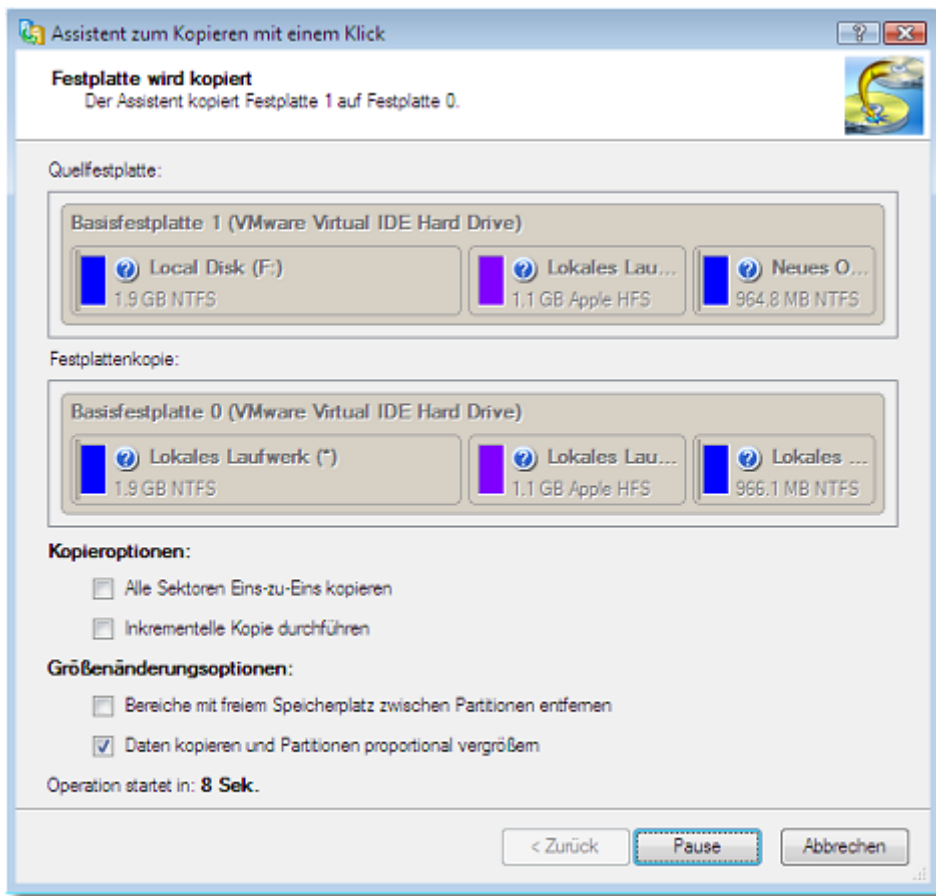 Assistent zum Kopieren mit einem Klick
Festplatte wird kopiert
Der Assistent kopiert Festplatte 1 auf Festplatte 0.
Quellfestplatte:
Basisfestplatte 1 (VMware Virtual IDE Hard Drive)
Local Disk (F:) Lokales Lau... Neues O...
1.9 GB NTFS 1.1 GB Apple HFS 964.8 MB NTFS
Festplattenkopie:
Basisfestplatte 0 (VMware Virtual IDE Hard Drive)
Lokales Laufwerk (*) Lokales Lau... Lokales ...
1.9 GB NTFS 1.1 GB Apple HFS 966.1 MB NTFS
Kopieroptionen:
Alle Sektoren Eins-zu-Eins kopieren
Inkrementelle Kopie durchführen
Größenänderungsoptionen:
Bereiche mit freiem Speicherplatz zwischen Partitionen entfernen
Daten kopieren und Partitionen proportional vergrößern
Operation startet in: 8 Sek.
< Zurück Pause Abbrechen